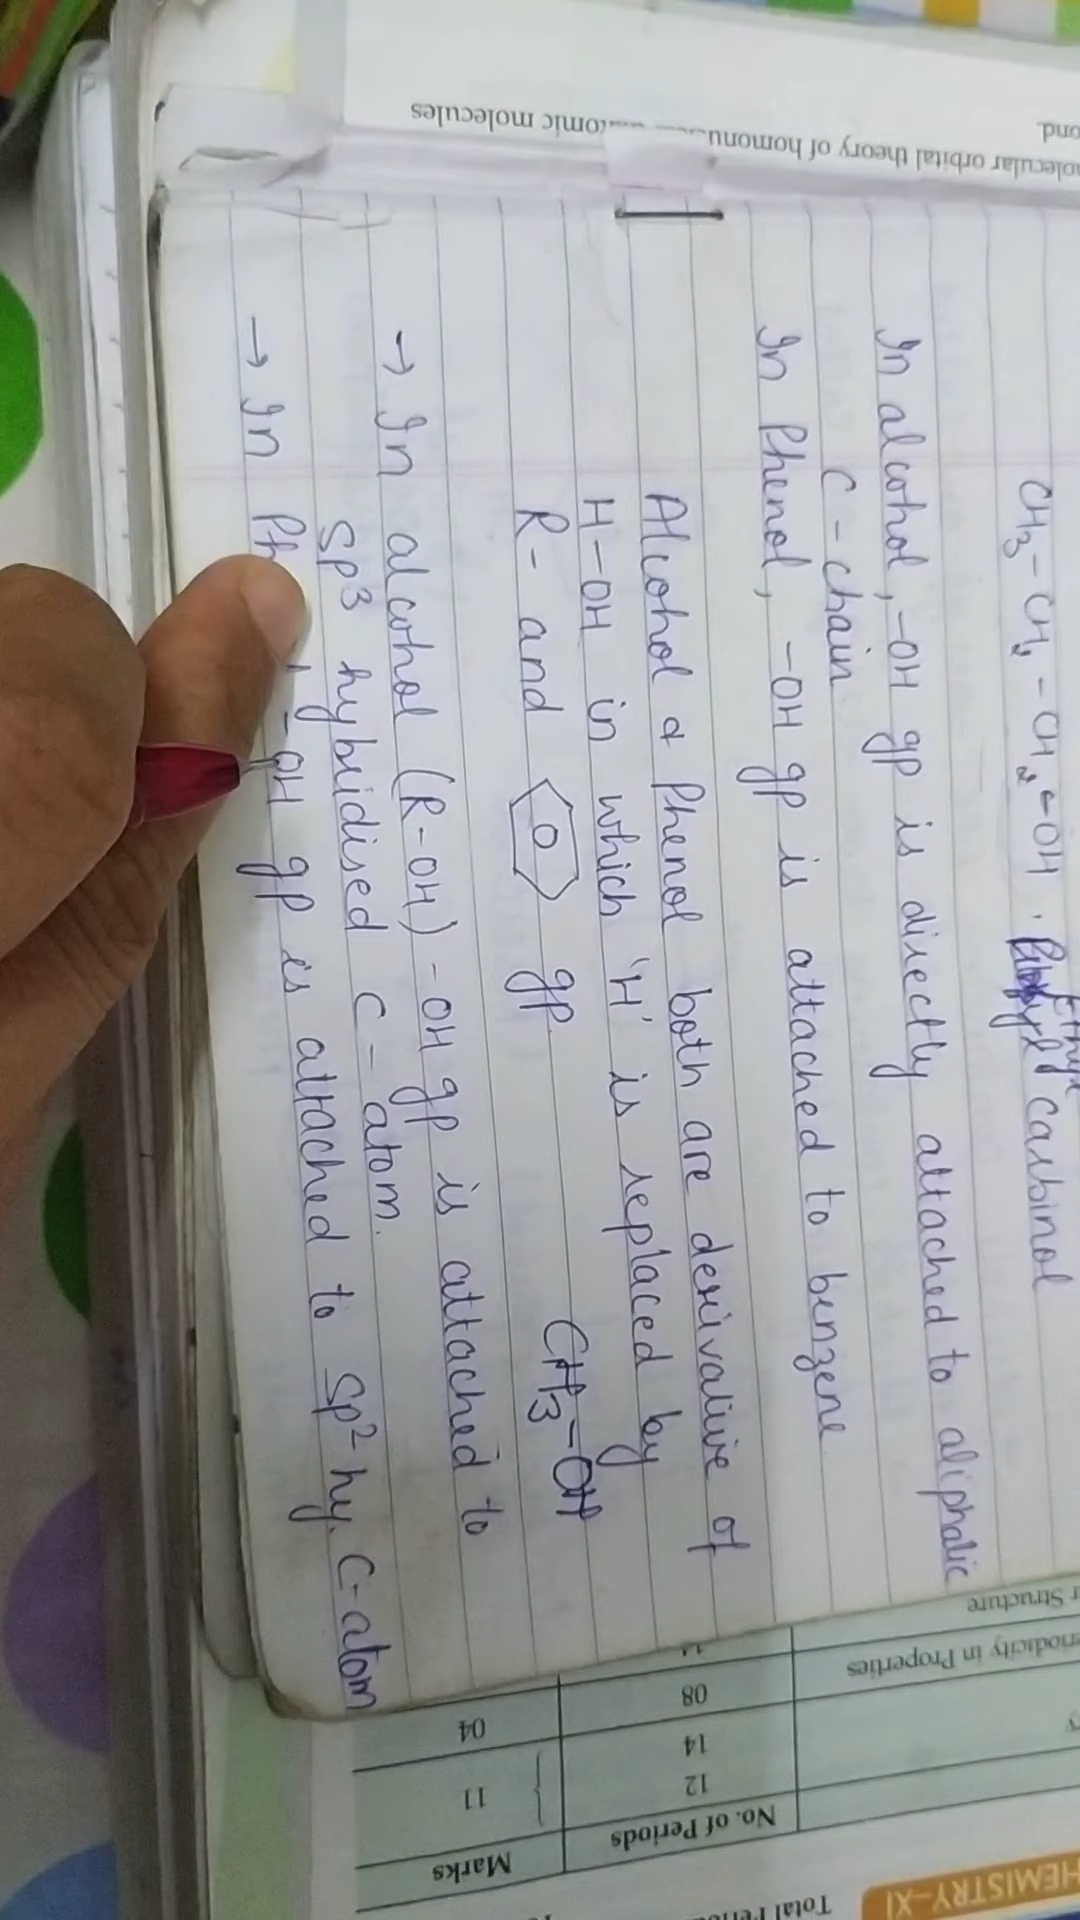 CH3-CH2-CH2-OH. Ethyl carbinol
In alcohol, -OH gp is directly attached to aliphatic
C-chain
In Phenol, -OH gp is attached to benzene
Alcohol & Phenol both are derivative of
H-OH in which 'H' is replaced by
R- and gp
CH3-OH
→ In alcohol (R-OH) -OH gp is attached to
sp3 hybridised C-atom.
→ In -OH gp is attached to sp2 hy. C-atom
molecular orbital theory of homonu atomic molecules
HEMISTRY-XI
No. of Periods
Marks
12
14
11
08
04
Periodicity in Properties
Structure